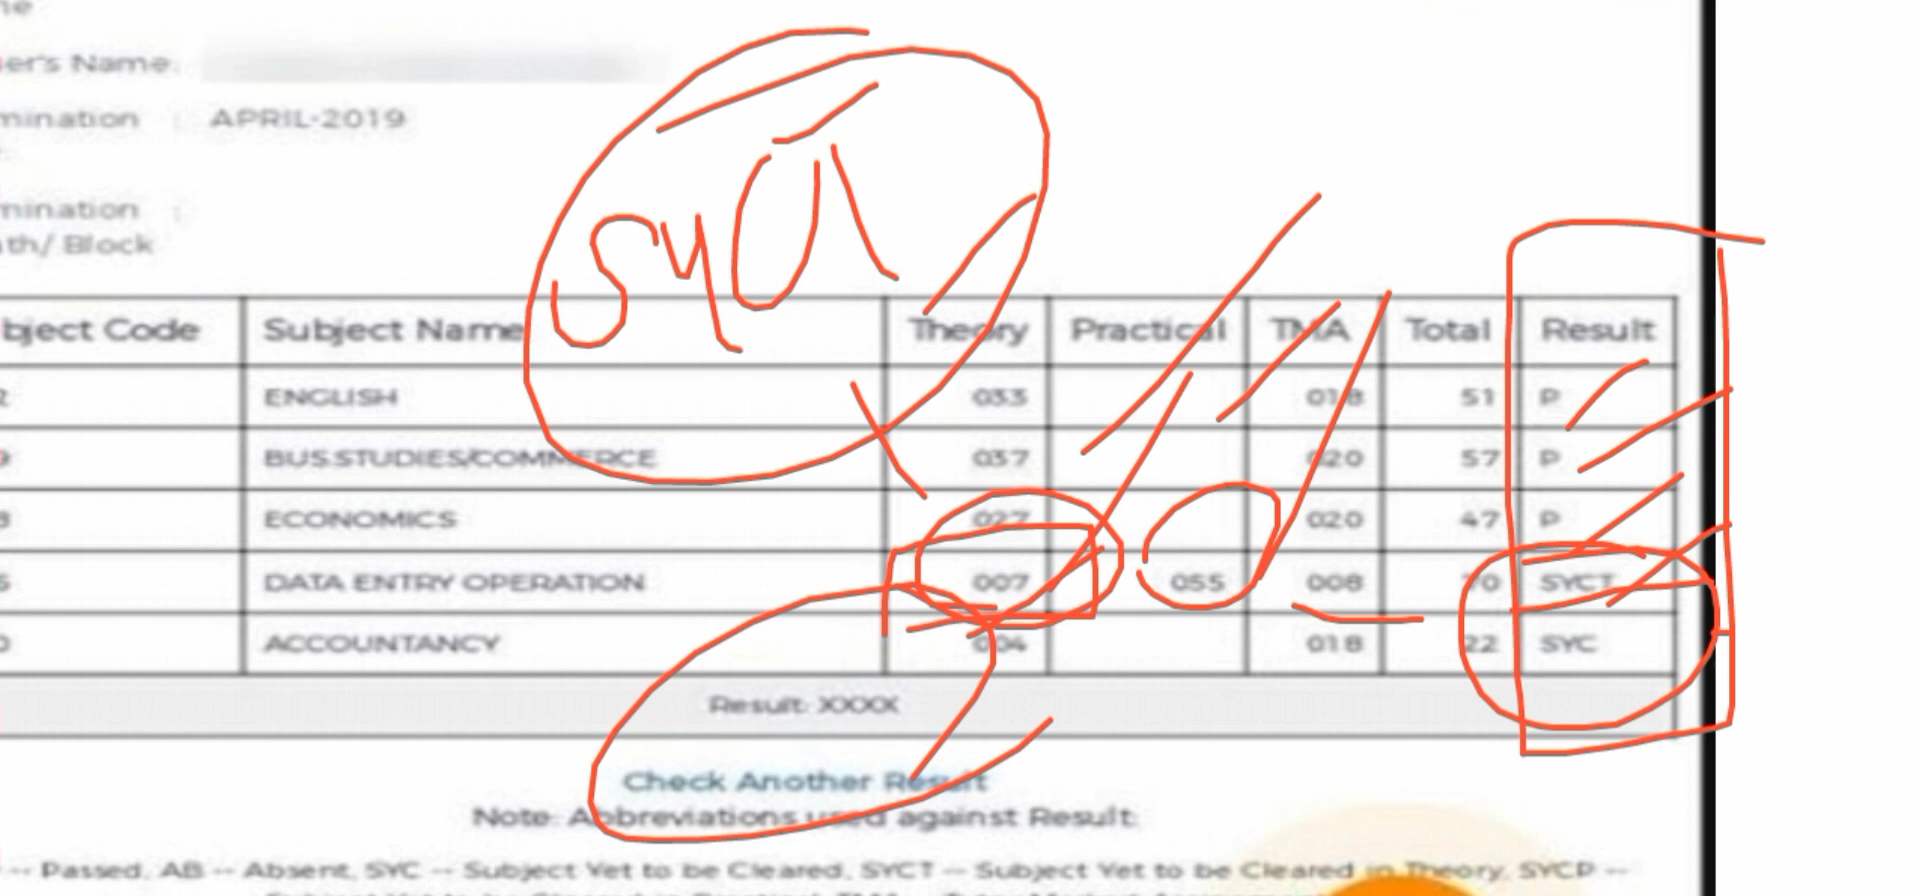 er's Name:
mination : APRIL-2019
mination :
th/ Block
bject Code Subject Name Theory Practical TMA Total Result
ENGLISH 033 018 51 P
BUS.STUDIES/COMMERCE 037 020 57 P
ECONOMICS 027 020 47 P
DATA ENTRY OPERATION 007 055 008 70 SYCT
ACCOUNTANCY 004 018 22 SYC
Result: XXXX
Check Another Result
Note: Abbreviations used against Result:
-- Passed, AB -- Absent, SYC -- Subject Yet to be Cleared, SYCT -- Subject Yet to be Cleared in Theory, SYCP --